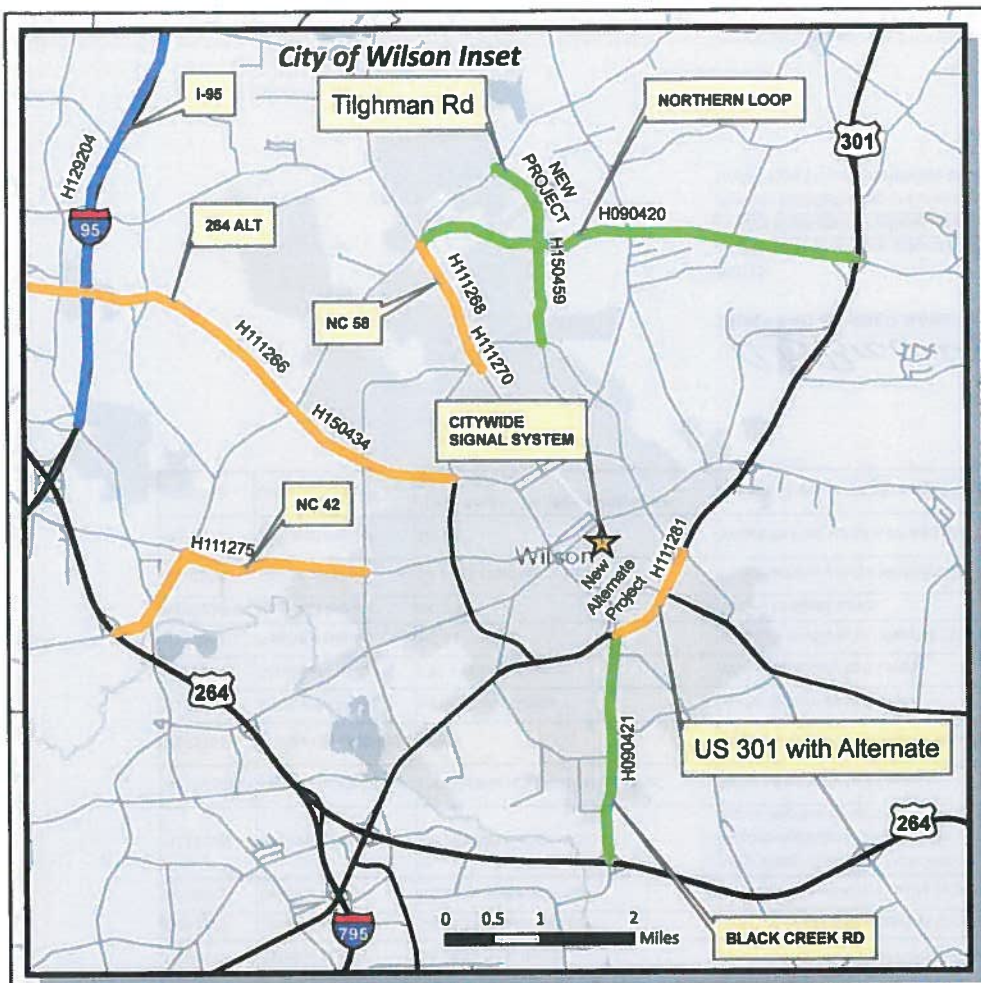 City of Wilson Inset
I-95
Tilghman Rd
NORTHERN LOOP
H129204
301
NEW
PROJECT
H090420
264 ALT
95
H150459
H111268
NC 58
H111270
H111266
CITYWIDE
SIGNAL SYSTEM
H150434
NC 42
H111275
Wilson
New
Alternate
Project
H111281
264
H090421
US 301 with Alternate
264
0 0.5 1 2
Miles
795
BLACK CREEK RD